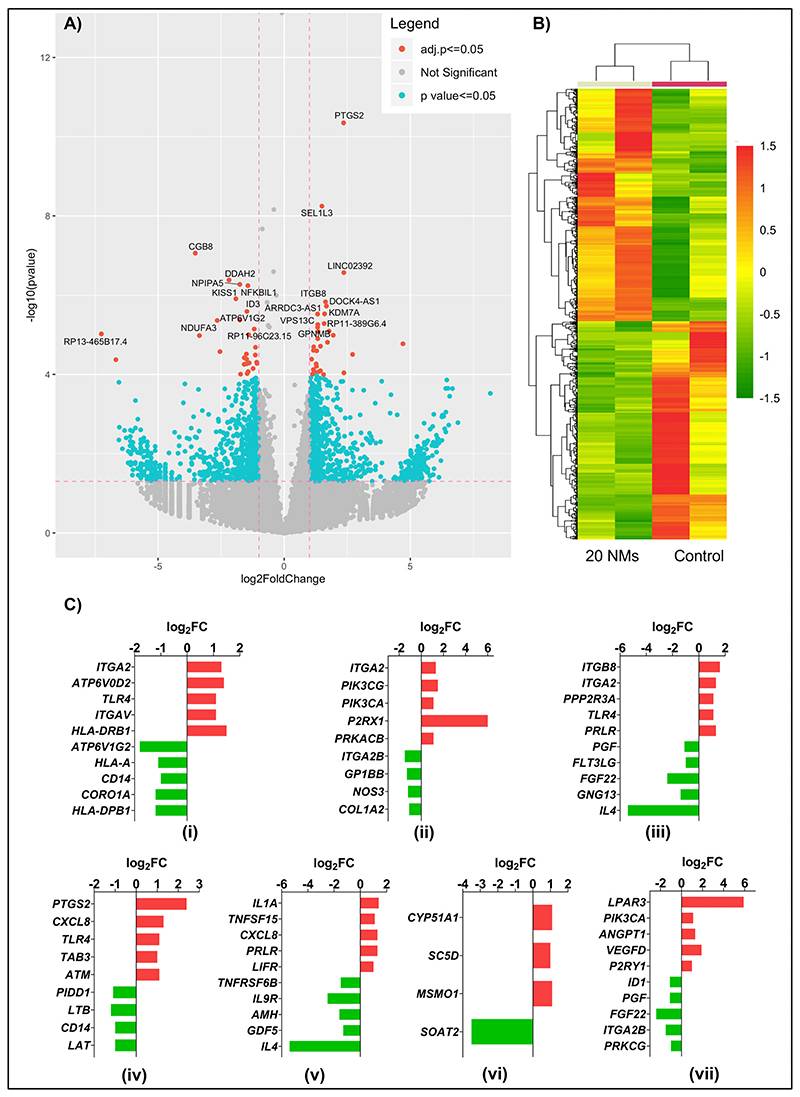 A)
Legend
adj.p<=0.05
Not Significant
p value<=0.05
12
8
4
0
-log10(pvalue)
PTGS2
SEL1L3
CGB8
LINC02392
DDAH2
NPIPA5
NFKBIL1
ITGB8
KISS1
DOCK4-AS1
ID3
ARRDC3-AS1
KDM7A
ATP6V1G2
VPS13C
RP11-389G6.4
NDUFA3
RP11-96C23.15
GPNMB
RP13-465B17.4
-5 0 5
log2FoldChange
B)
1.5
1
0.5
0
-0.5
-1
-1.5
20 NMs Control
C)
log2FC
-2 -1 0 1 2
ITGA2
ATP6V0D2
TLR4
ITGAV
HLA-DRB1
ATP6V1G2
HLA-A
CD14
CORO1A
HLA-DPB1
(i)
log2FC
-2 0 2 4 6
ITGA2
PIK3CG
PIK3CA
P2RX1
PRKACB
ITGA2B
GP1BB
NOS3
COL1A2
(ii)
log2FC
-6 -4 -2 0 2
ITGB8
ITGA2
PPP2R3A
TLR4
PRLR
PGF
FLT3LG
FGF22
GNG13
IL4
(iii)
log2FC
-2 -1 0 1 2 3
PTGS2
CXCL8
TLR4
TAB3
ATM
PIDD1
LTB
CD14
LAT
(iv)
log2FC
-6 -4 -2 0 2
IL1A
TNFSF15
CXCL8
PRLR
LIFR
TNFRSF6B
IL9R
AMH
GDF5
IL4
(v)
log2FC
-4 -3 -2 -1 0 1 2
CYP51A1
SC5D
MSMO1
SOAT2
(vi)
log2FC
-2 0 2 4 6
LPAR3
PIK3CA
ANGPT1
VEGFD
P2RY1
ID1
PGF
FGF22
ITGA2B
PRKCG
(vii)